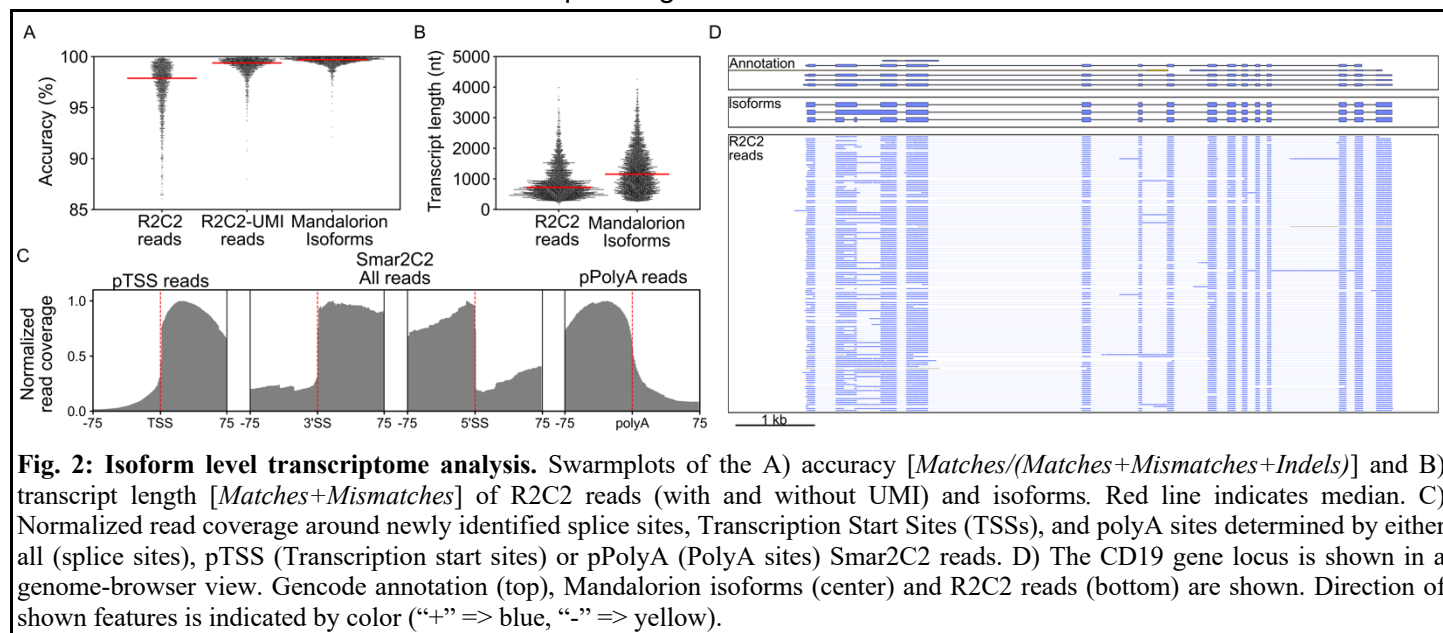 A
B
D
Accuracy (%)
100
95
90
85
R2C2
reads
R2C2-UMI
reads
Mandalorion
Isoforms
Transcript length (nt)
5000
4000
3000
2000
1000
0
R2C2
reads
Mandalorion
Isoforms
Annotation
Isoforms
R2C2
reads
1 kb
C
pTSS reads
Smar2C2
All reads
pPolyA reads
Normalized
read coverage
1.0
0.5
0.0
-75 TSS 75 -75 3'SS 75 -75 5'SS 75 -75 polyA 75
Fig. 2: Isoform level transcriptome analysis. Swarmplots of the A) accuracy [Matches/(Matches+Mismatches+Indels)] and B)
transcript length [Matches+Mismatches] of R2C2 reads (with and without UMI) and isoforms. Red line indicates median. C)
Normalized read coverage around newly identified splice sites, Transcription Start Sites (TSSs), and polyA sites determined by either
all (splice sites), pTSS (Transcription start sites) or pPolyA (PolyA sites) Smar2C2 reads. D) The CD19 gene locus is shown in a
genome-browser view. Gencode annotation (top), Mandalorion isoforms (center) and R2C2 reads (bottom) are shown. Direction of
shown features is indicated by color (“+” => blue, “-” => yellow).